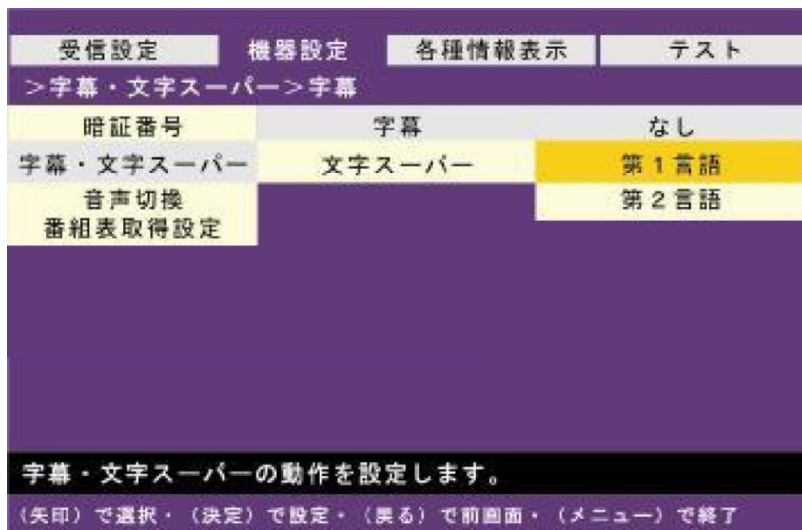 受信設定 機器設定 各種情報表示 テスト
>字幕・文字スーパー>字幕
暗証番号 字幕 なし
字幕・文字スーパー 文字スーパー 第1言語
音声切換 第2言語
番組表取得設定
字幕・文字スーパーの動作を設定します。
(矢印)で選択・(決定)で設定・(戻る)で前画面・(メニュー)で終了